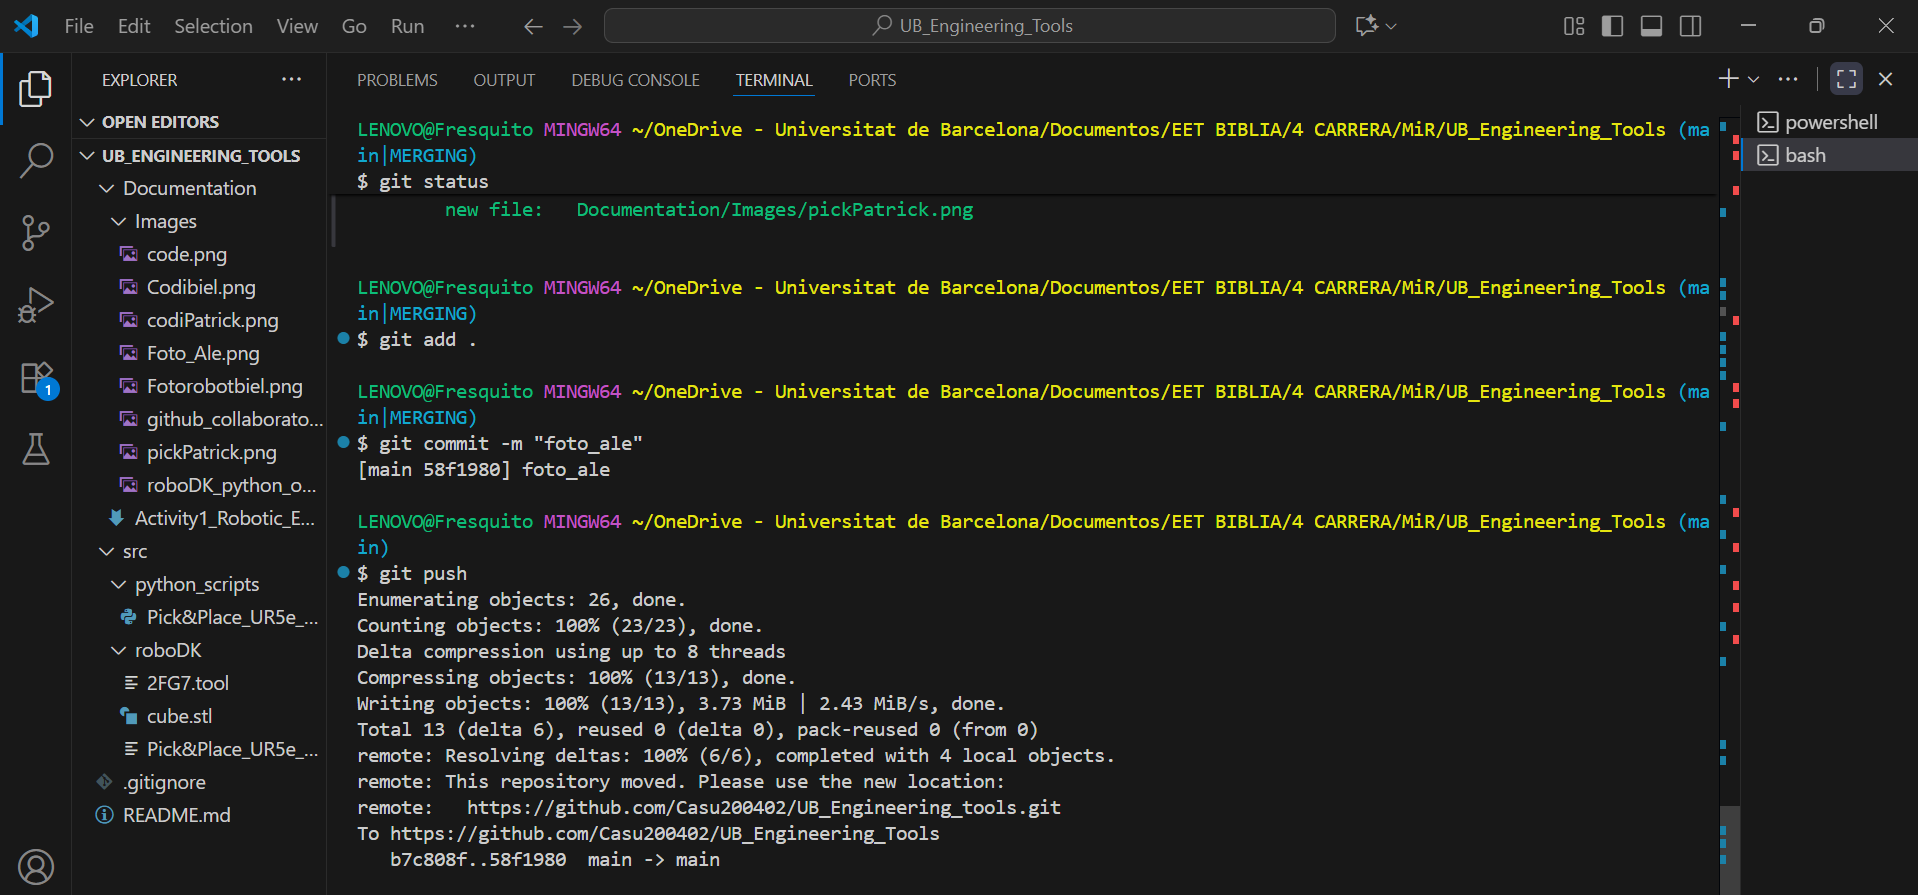 File Edit Selection View Go Run ···
UB_Engineering_Tools
EXPLORER
OPEN EDITORS
UB_ENGINEERING_TOOLS
Documentation
Images
code.png
Codibiel.png
codiPatrick.png
Foto_Ale.png
Fotorobotbiel.png
github_collaborato...
pickPatrick.png
roboDK_python_o...
Activity1_Robotic_E...
src
python_scripts
Pick&Place_UR5e_...
roboDK
2FG7.tool
cube.stl
Pick&Place_UR5e_...
.gitignore
README.md
1
PROBLEMS OUTPUT DEBUG CONSOLE TERMINAL PORTS
LENOVO@Fresquito MINGW64 ~/OneDrive - Universitat de Barcelona/Documentos/EET BIBLIA/4 CARRERA/MiR/UB_Engineering_Tools (ma
in|MERGING)
$ git status
new file:   Documentation/Images/pickPatrick.png
LENOVO@Fresquito MINGW64 ~/OneDrive - Universitat de Barcelona/Documentos/EET BIBLIA/4 CARRERA/MiR/UB_Engineering_Tools (ma
in|MERGING)
$ git add .
LENOVO@Fresquito MINGW64 ~/OneDrive - Universitat de Barcelona/Documentos/EET BIBLIA/4 CARRERA/MiR/UB_Engineering_Tools (ma
in|MERGING)
$ git commit -m "foto_ale"
[main 58f1980] foto_ale
LENOVO@Fresquito MINGW64 ~/OneDrive - Universitat de Barcelona/Documentos/EET BIBLIA/4 CARRERA/MiR/UB_Engineering_Tools (ma
in)
$ git push
Enumerating objects: 26, done.
Counting objects: 100% (23/23), done.
Delta compression using up to 8 threads
Compressing objects: 100% (13/13), done.
Writing objects: 100% (13/13), 3.73 MiB | 2.43 MiB/s, done.
Total 13 (delta 6), reused 0 (delta 0), pack-reused 0 (from 0)
remote: Resolving deltas: 100% (6/6), completed with 4 local objects.
remote: This repository moved. Please use the new location:
remote:   https://github.com/Casu200402/UB_Engineering_tools.git
To https://github.com/Casu200402/UB_Engineering_Tools
   b7c808f..58f1980  main -> main
powershell
bash